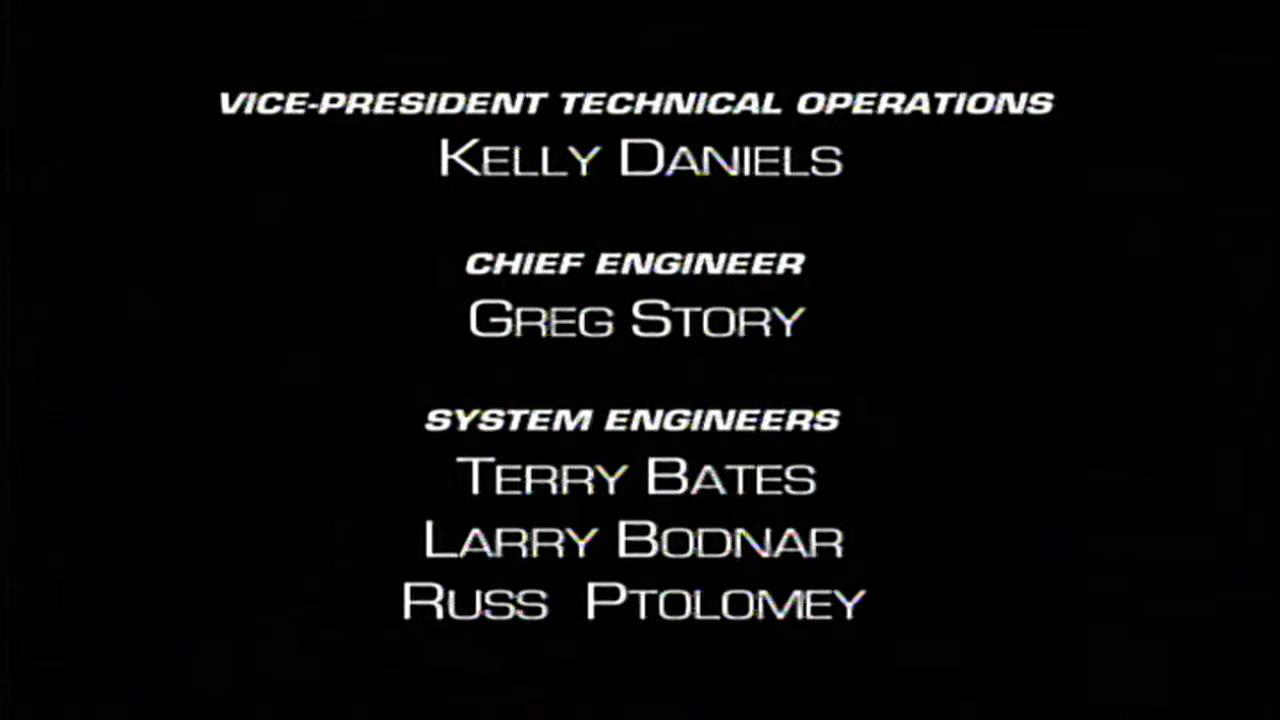 VICE-PRESIDENT TECHNICAL OPERATIONS
KELLY DANIELS
CHIEF ENGINEER
GREG STORY
SYSTEM ENGINEERS
TERRY BATES
LARRY BODNAR
RUSS PTOLOMEY